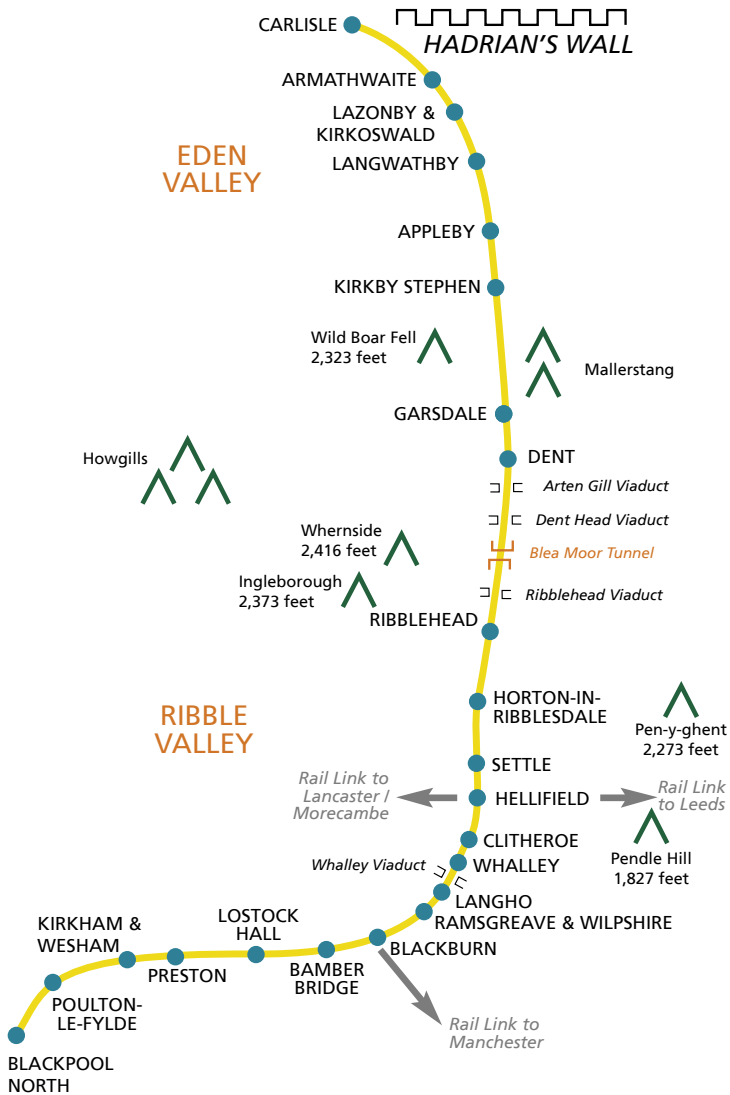 CARLISLE
HADRIAN'S WALL
ARMATHWAITE
LAZONBY &
KIRKOSWALD
EDEN
VALLEY
LANGWATHBY
APPLEBY
KIRKBY STEPHEN
Wild Boar Fell
2,323 feet
Mallerstang
GARSDALE
Howgills
DENT
Arten Gill Viaduct
Dent Head Viaduct
Whernside
2,416 feet
Blea Moor Tunnel
Ingleborough
2,373 feet
Ribblehead Viaduct
RIBBLEHEAD
HORTON-IN-
RIBBLESDALE
RIBBLE
VALLEY
Pen-y-ghent
2,273 feet
SETTLE
Rail Link to
Lancaster /
Morecambe
HELLIFIELD
Rail Link
to Leeds
CLITHEROE
Pendle Hill
1,827 feet
Whalley Viaduct
WHALLEY
LANGHO
RAMSGREAVE & WILPSHIRE
LOSTOCK
HALL
KIRKHAM &
WESHAM
BLACKBURN
PRESTON
BAMBER
BRIDGE
POULTON-
LE-FYLDE
Rail Link to
Manchester
BLACKPOOL
NORTH